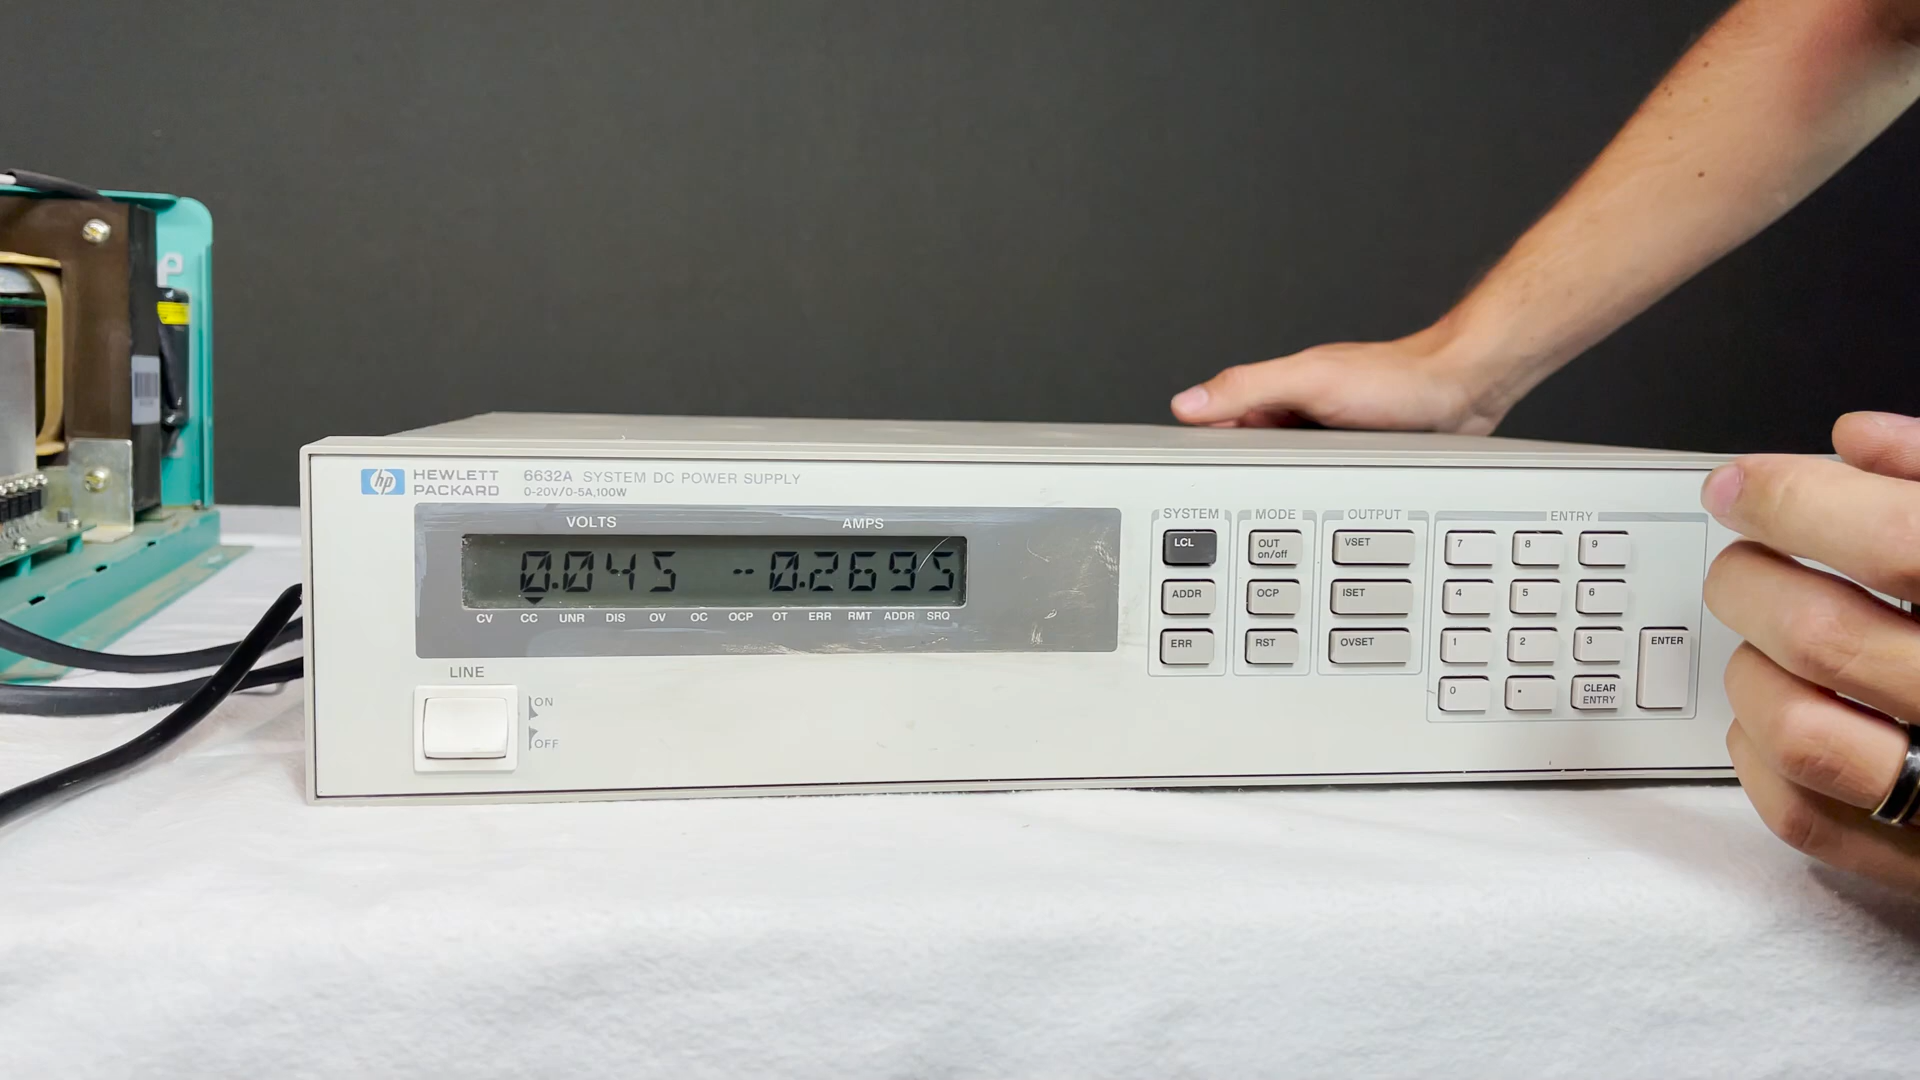 hp HEWLETT PACKARD
6632A SYSTEM DC POWER SUPPLY
0-20V/0-5A,100W
VOLTS AMPS
0.045 -0.2695
CV CC UNR DIS OV OC OCP OT ERR RMT ADDR SRQ
LINE
ON
OFF
SYSTEM MODE OUTPUT ENTRY
LCL OUT on/off VSET 7 8 9
ADDR OCP ISET 4 5 6
ERR RST OVSET 1 2 3 ENTER
0 . CLEAR ENTRY
P